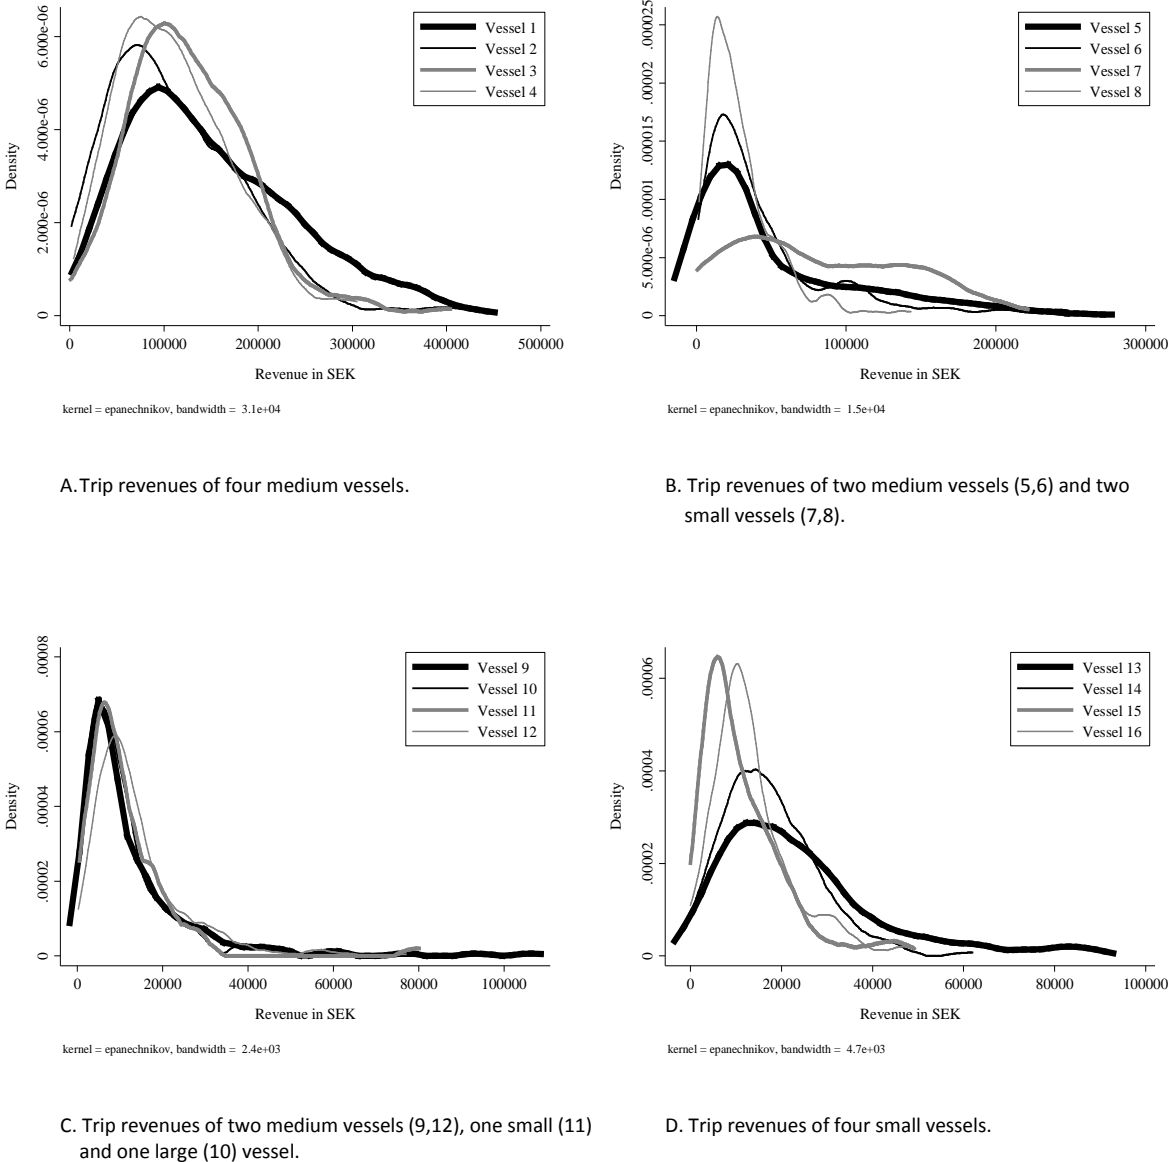 6.000e-06
4.000e-06
2.000e-06
0
Density
Vessel 1
Vessel 2
Vessel 3
Vessel 4
0 100000 200000 300000 400000 500000
Revenue in SEK
kernel = epanechnikov, bandwidth = 3.1e+04
A.Trip revenues of four medium vessels.
.000025
.00002
.000015
.00001
5.000e-06
0
Density
Vessel 5
Vessel 6
Vessel 7
Vessel 8
0 100000 200000 300000
Revenue in SEK
kernel = epanechnikov, bandwidth = 1.5e+04
B. Trip revenues of two medium vessels (5,6) and two
small vessels (7,8).
.00008
.00006
.00004
.00002
0
Density
Vessel 9
Vessel 10
Vessel 11
Vessel 12
0 20000 40000 60000 80000 100000
Revenue in SEK
kernel = epanechnikov, bandwidth = 2.4e+03
C. Trip revenues of two medium vessels (9,12), one small (11)
and one large (10) vessel.
.00006
.00004
.00002
0
Density
Vessel 13
Vessel 14
Vessel 15
Vessel 16
0 20000 40000 60000 80000 100000
Revenue in SEK
kernel = epanechnikov, bandwidth = 4.7e+03
D. Trip revenues of four small vessels.